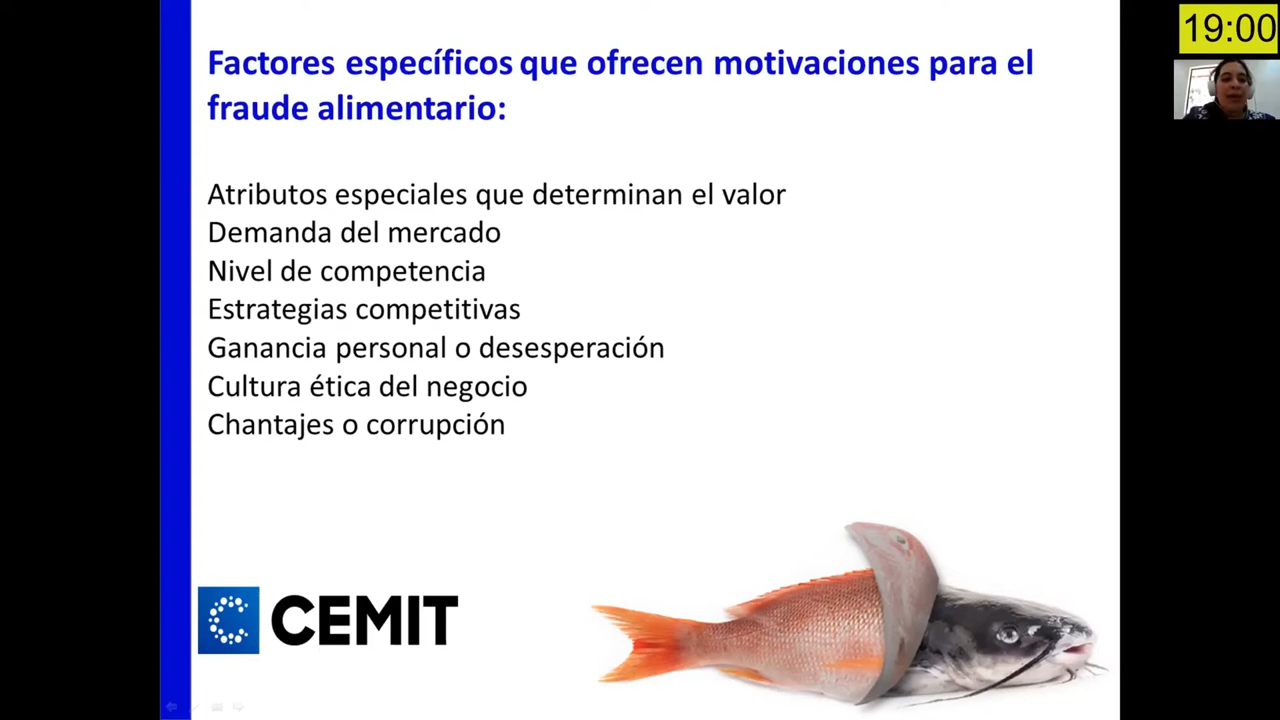 19:00
Factores específicos que ofrecen motivaciones para el
fraude alimentario:
Atributos especiales que determinan el valor
Demanda del mercado
Nivel de competencia
Estrategias competitivas
Ganancia personal o desesperación
Cultura ética del negocio
Chantajes o corrupción
CEMIT